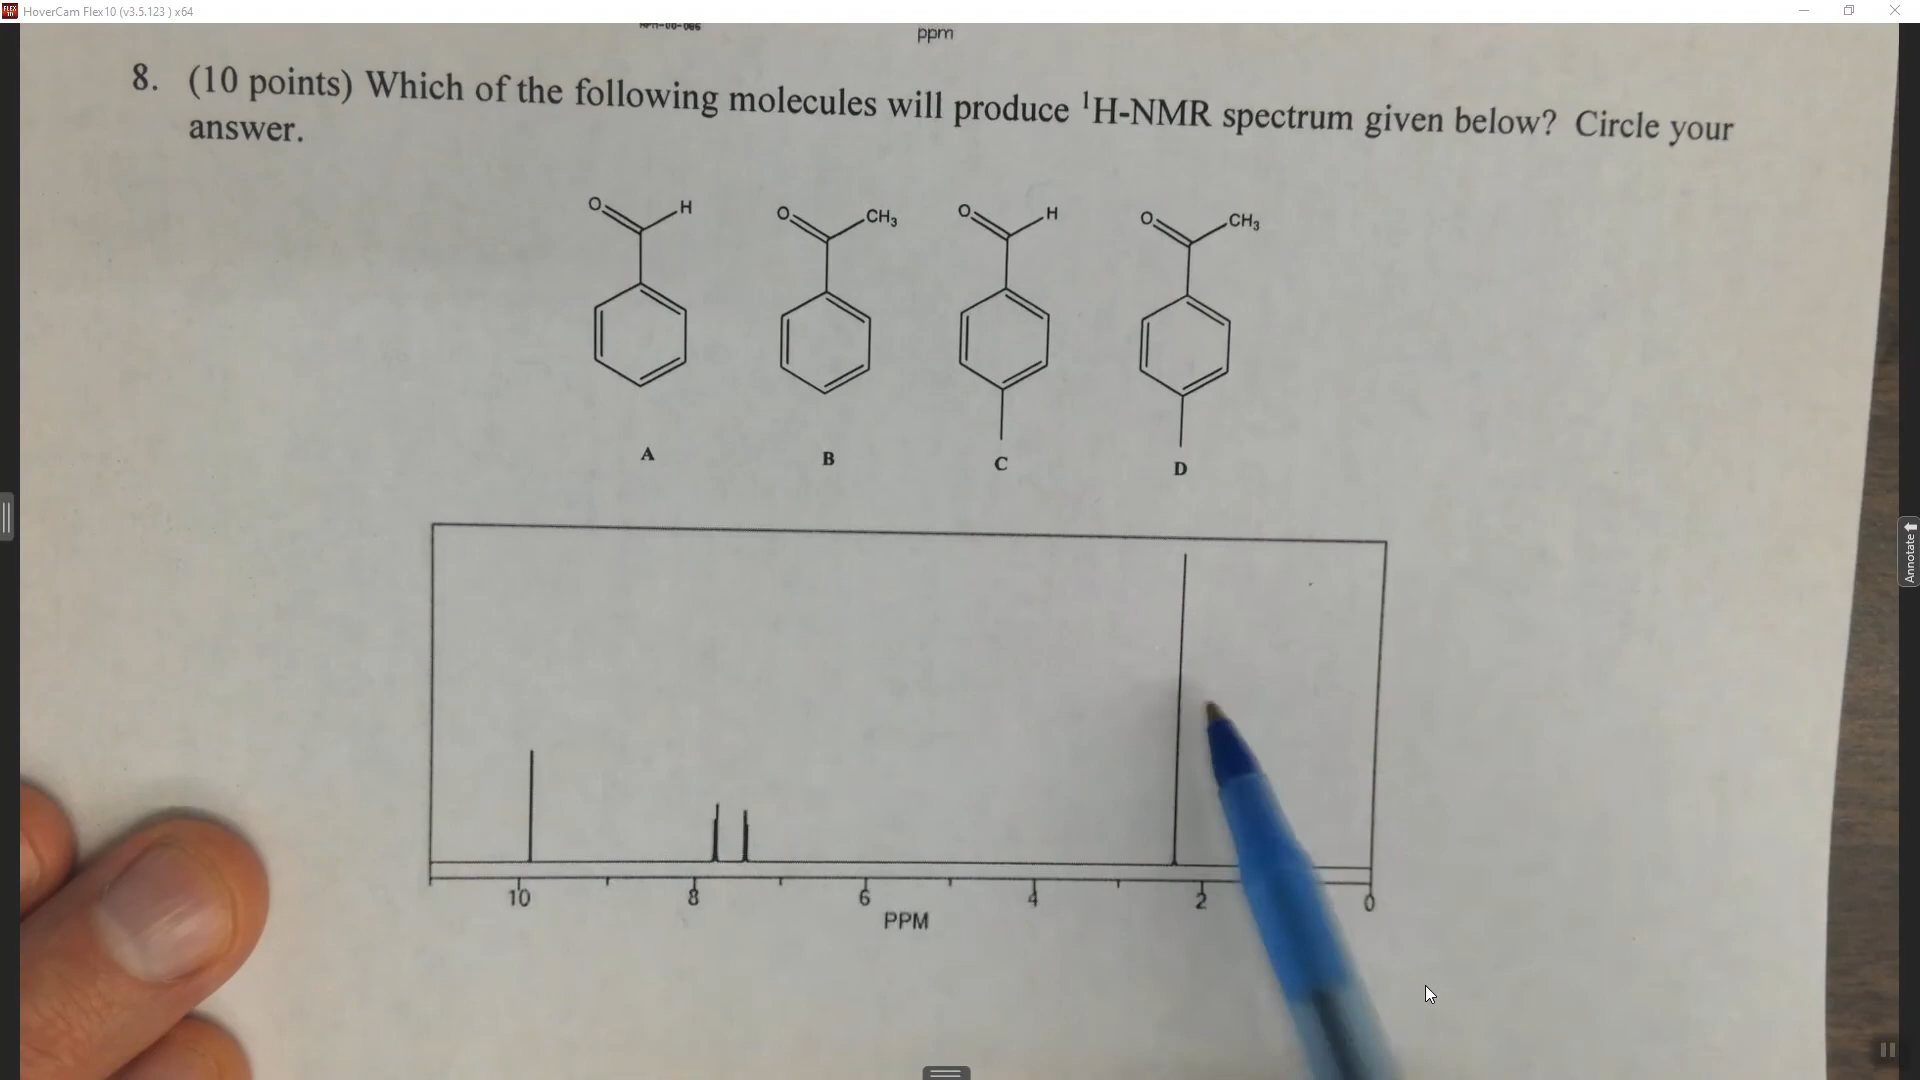 HoverCam Flex10 (v3.5.123 ) x64
ppm
8. (10 points) Which of the following molecules will produce ¹H-NMR spectrum given below? Circle your
answer.
O H O CH₃ O H O CH₃
A B C D
10 8 6 4 2 0
PPM
Annotate